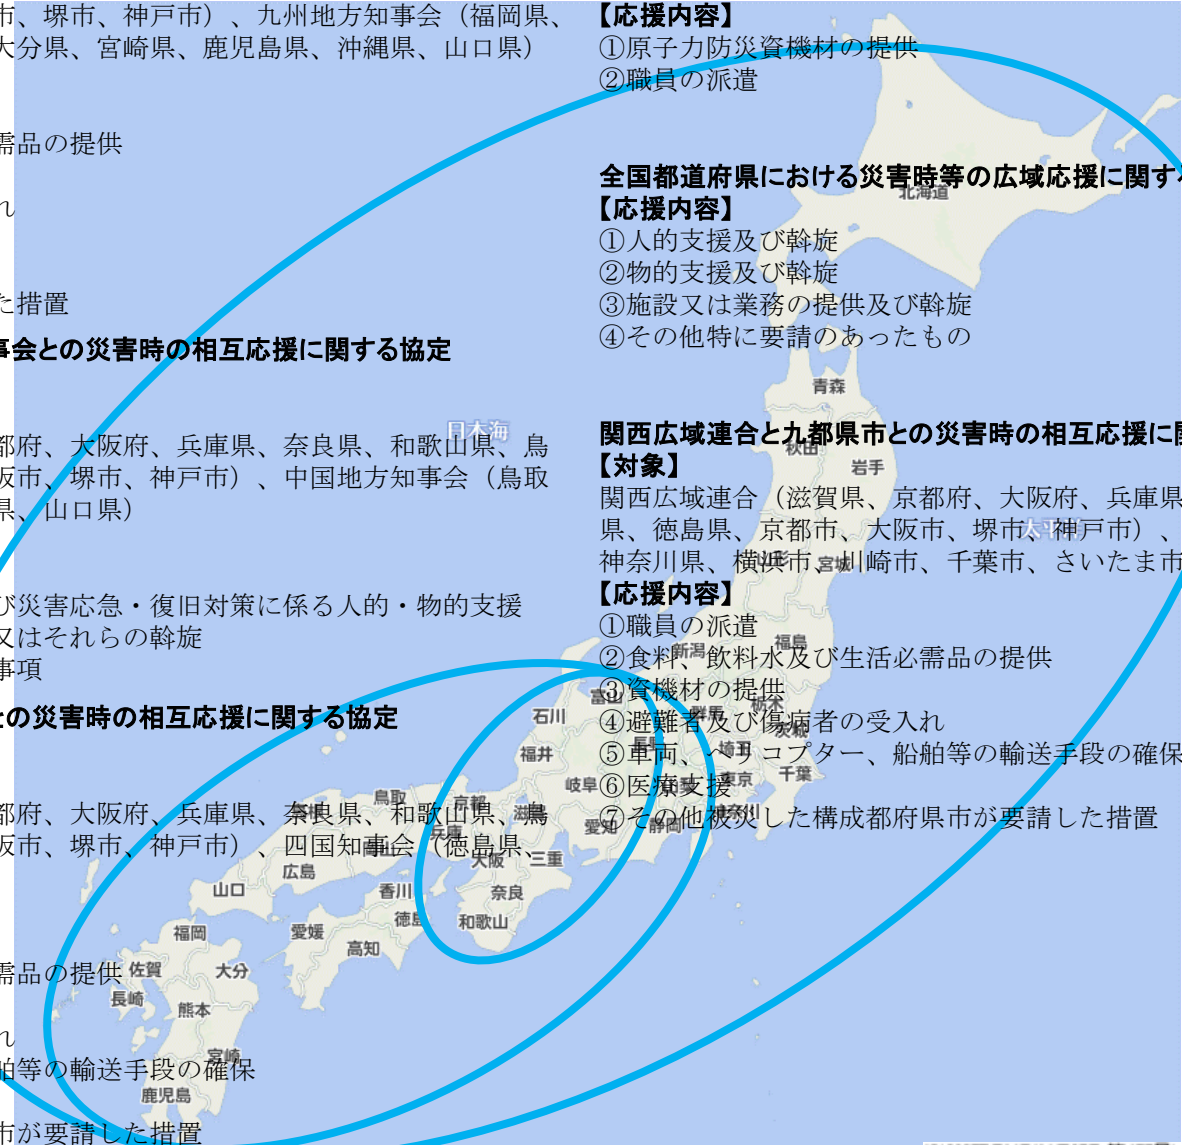 市、堺市、神戸市）、九州地方知事会（福岡県、
大分県、宮崎県、鹿児島県、沖縄県、山口県）
需品の提供
れ
た措置
事会との災害時の相互応援に関する協定
都府、大阪府、兵庫県、奈良県、和歌山県、鳥
阪市、堺市、神戸市）、中国地方知事会（鳥取
県、山口県）
び災害応急・復旧対策に係る人的・物的支援
又はそれらの斡旋
事項
との災害時の相互応援に関する協定
都府、大阪府、兵庫県、奈良県、和歌山県、鳥
阪市、堺市、神戸市）、四国知事会（徳島県、
需品の提供
れ
舶等の輸送手段の確保
市が要請した措置
【応援内容】
①原子力防災資機材の提供
②職員の派遣
全国都道府県における災害時等の広域応援に関する
【応援内容】
①人的支援及び斡旋
②物的支援及び斡旋
③施設又は業務の提供及び斡旋
④その他特に要請のあったもの
関西広域連合と九都県市との災害時の相互応援に関
【対象】
関西広域連合（滋賀県、京都府、大阪府、兵庫県
県、徳島県、京都市、大阪市、堺市、神戸市）、
神奈川県、横浜市、川崎市、千葉市、さいたま市
【応援内容】
①職員の派遣
②食料、飲料水及び生活必需品の提供
③資機材の提供
④避難者及び傷病者の受入れ
⑤車両、ヘリコプター、船舶等の輸送手段の確保
⑥医療支援
⑦その他被災した構成都府県市が要請した措置
北海道
日本海
太平洋
青森
秋田
岩手
山形
宮城
福島
新潟
富山
石川
群馬
栃木
茨城
福井
長野
埼玉
千葉
岐阜
山梨
東京
鳥取
京都
滋賀
愛知
静岡
神奈川
兵庫
岡山
大阪
三重
広島
山口
香川
奈良
徳島
和歌山
福岡
愛媛
高知
佐賀
大分
長崎
熊本
宮崎
鹿児島